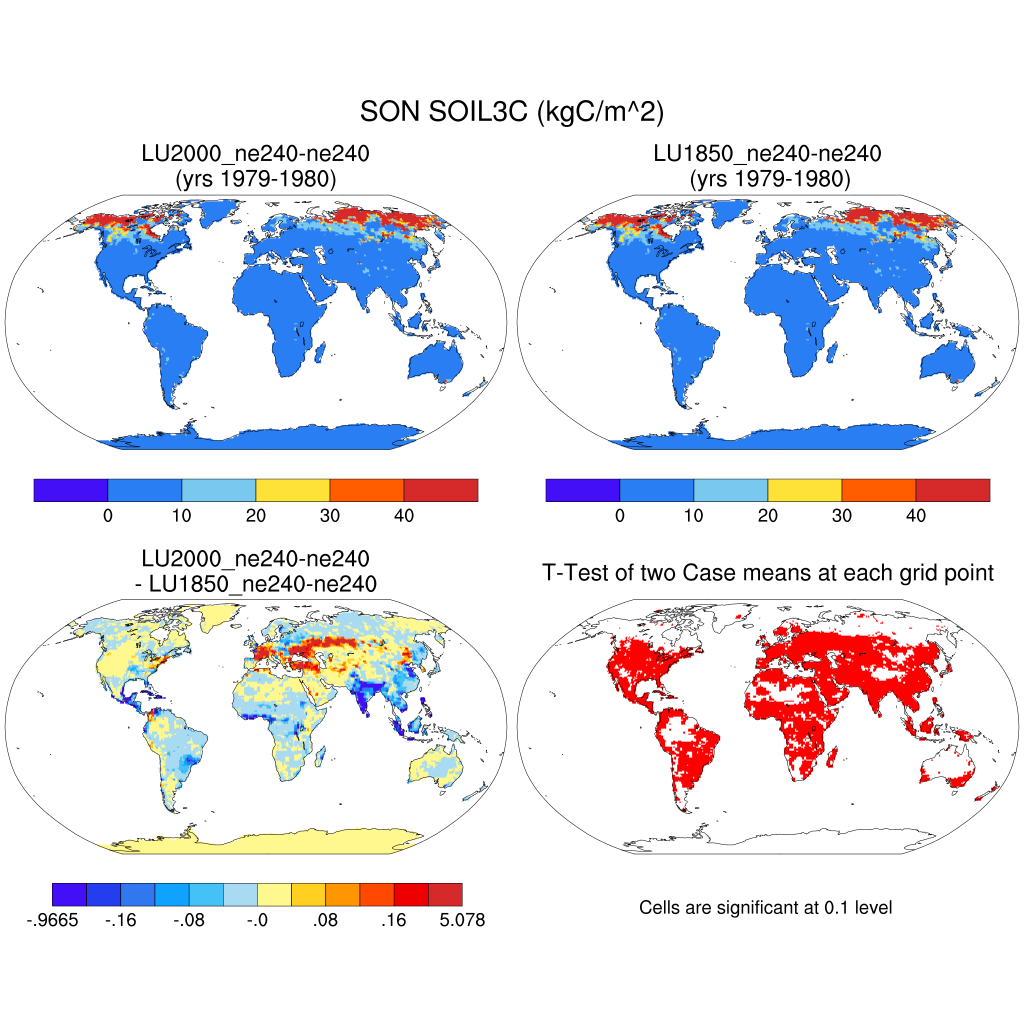 SON SOIL3C (kgC/m^2)
LU2000_ne240-ne240
(yrs 1979-1980)
LU1850_ne240-ne240
(yrs 1979-1980)
0 10 20 30 40
0 10 20 30 40
LU2000_ne240-ne240
- LU1850_ne240-ne240
T-Test of two Case means at each grid point
-.9665 -.16 -.08 -.0 .08 .16 5.078
Cells are significant at 0.1 level